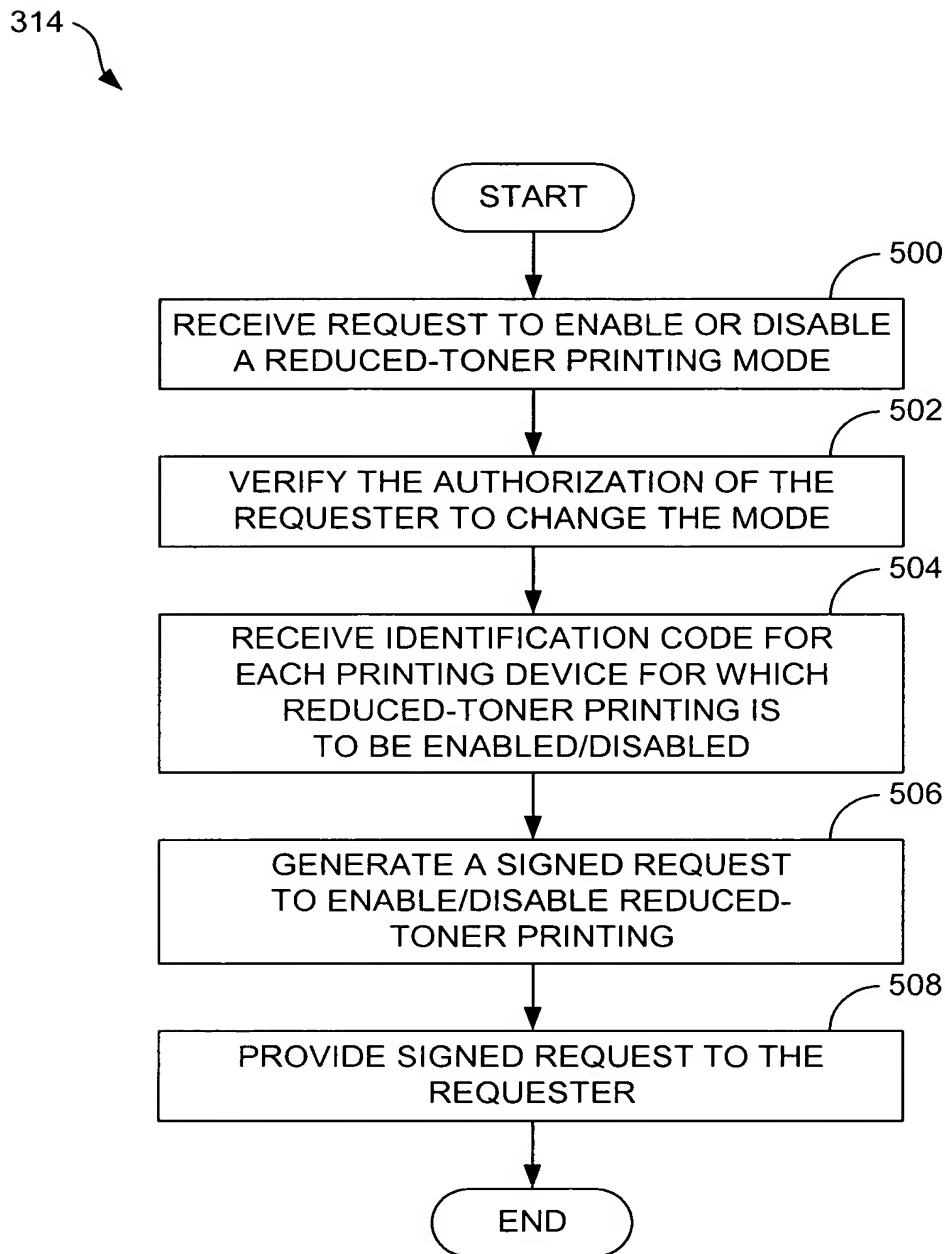 314
START
500
RECEIVE REQUEST TO ENABLE OR DISABLE
A REDUCED-TONER PRINTING MODE
502
VERIFY THE AUTHORIZATION OF THE
REQUESTER TO CHANGE THE MODE
504
RECEIVE IDENTIFICATION CODE FOR
EACH PRINTING DEVICE FOR WHICH
REDUCED-TONER PRINTING IS
TO BE ENABLED/DISABLED
506
GENERATE A SIGNED REQUEST
TO ENABLE/DISABLE REDUCED-
TONER PRINTING
508
PROVIDE SIGNED REQUEST TO THE
REQUESTER
END